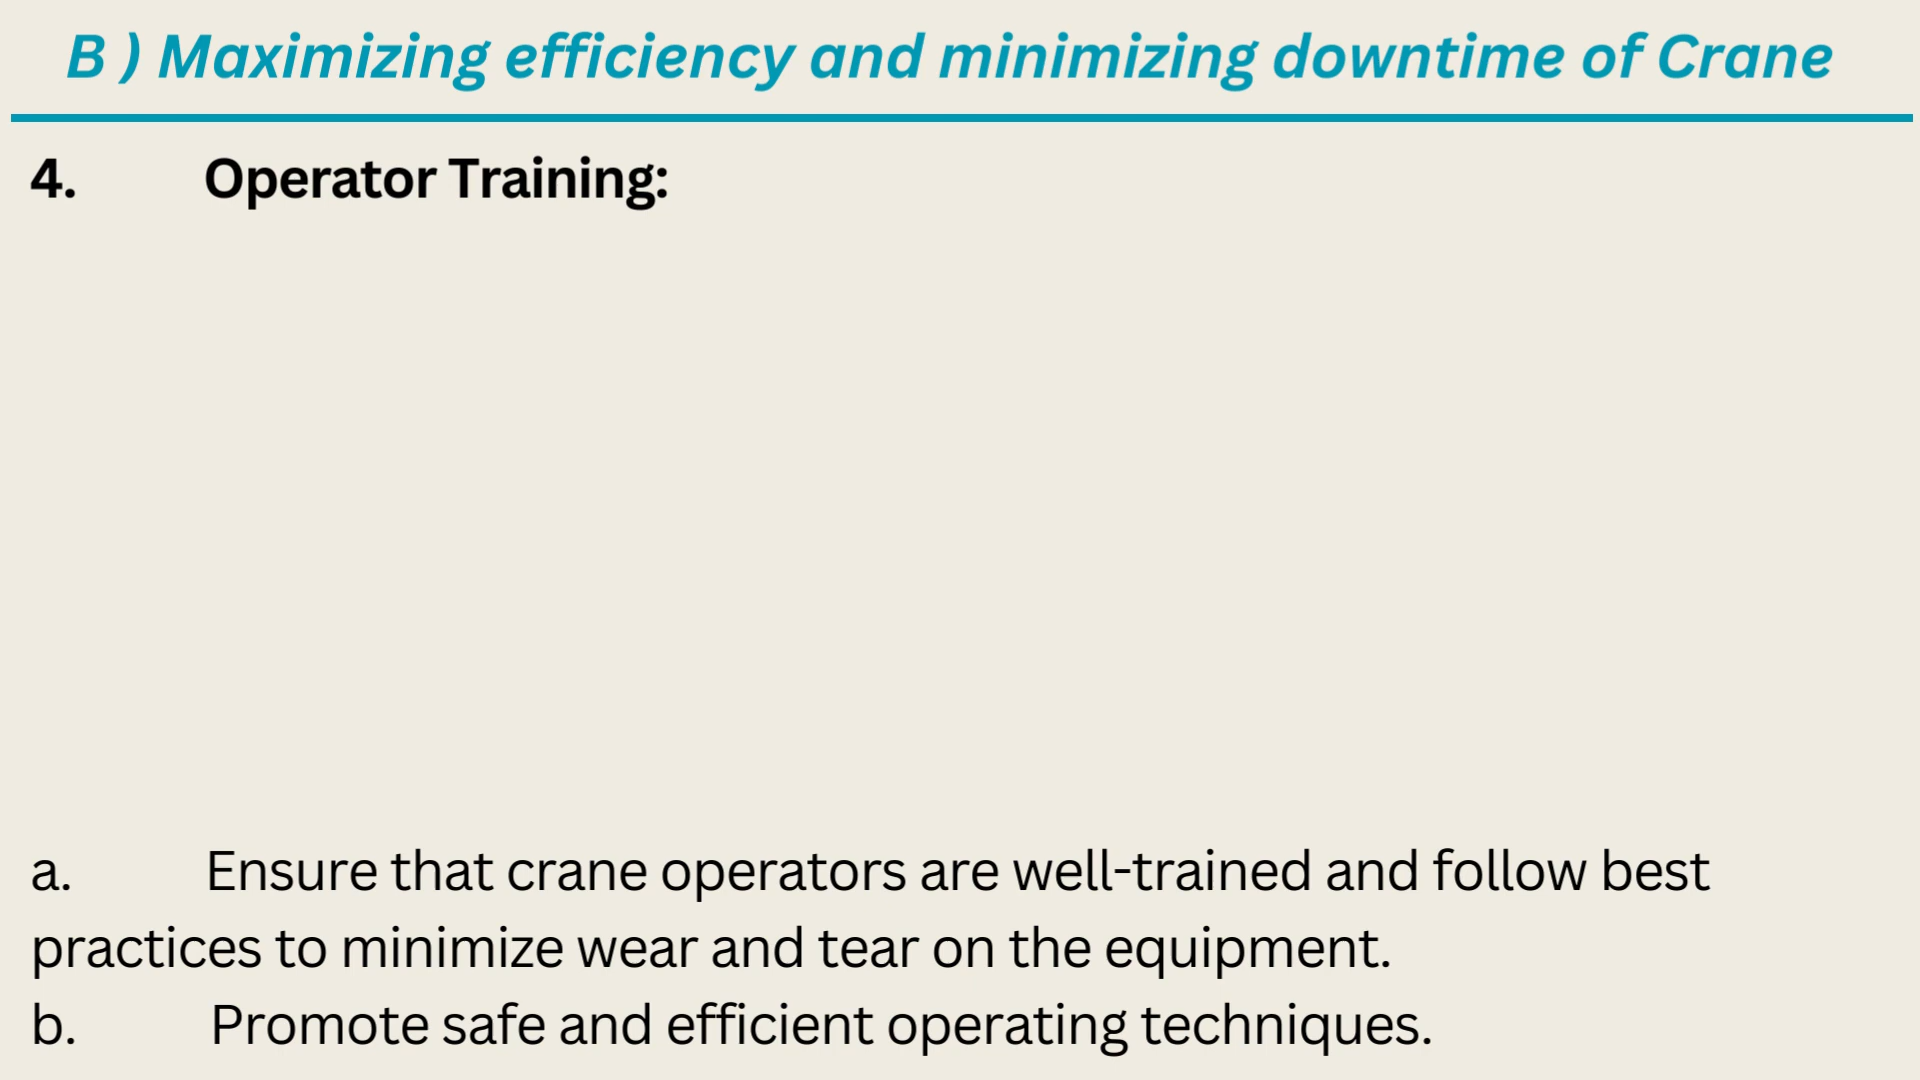 B ) Maximizing efficiency and minimizing downtime of Crane
4. Operator Training:
a. Ensure that crane operators are well-trained and follow best
practices to minimize wear and tear on the equipment.
b. Promote safe and efficient operating techniques.